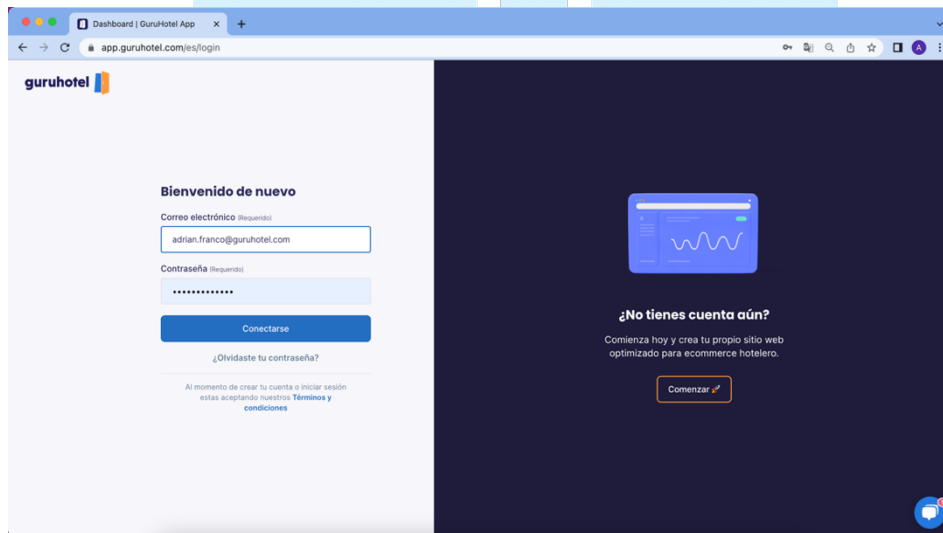 Dashboard | GuruHotel App
app.guruhotel.com/es/login
A
guruhotel
Bienvenido de nuevo
Correo electrónico (Requerido)
adrian.franco@guruhotel.com
Contraseña (Requerido)
•••••••••••••
Conectarse
¿Olvidaste tu contraseña?
Al momento de crear tu cuenta o iniciar sesión
estas aceptando nuestros Términos y
condiciones
¿No tienes cuenta aún?
Comienza hoy y crea tu propio sitio web
optimizado para ecommerce hotelero.
Comenzar 🚀